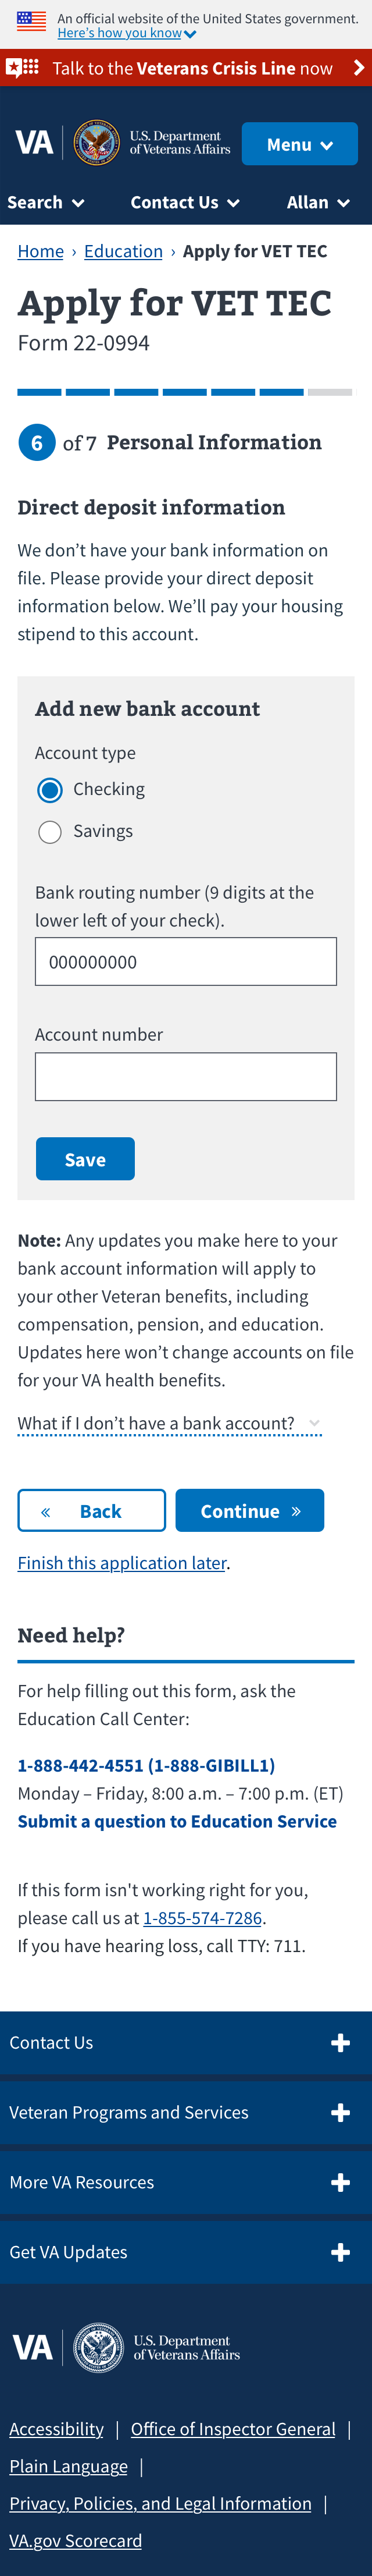 An official website of the United States government.
Here’s how you know
Talk to the Veterans Crisis Line now
VA
U.S. Department
of Veterans Affairs
Menu
Search
Contact Us
Allan
Home › Education › Apply for VET TEC
Apply for VET TEC
Form 22-0994
6 of 7 Personal Information
Direct deposit information
We don’t have your bank information on
file. Please provide your direct deposit
information below. We’ll pay your housing
stipend to this account.
Add new bank account
Account type
Checking
Savings
Bank routing number (9 digits at the
lower left of your check).
000000000
Account number
Save
Note: Any updates you make here to your
bank account information will apply to
your other Veteran benefits, including
compensation, pension, and education.
Updates here won’t change accounts on file
for your VA health benefits.
What if I don’t have a bank account?
« Back
Continue »
Finish this application later.
Need help?
For help filling out this form, ask the
Education Call Center:
1-888-442-4551 (1-888-GIBILL1)
Monday – Friday, 8:00 a.m. – 7:00 p.m. (ET)
Submit a question to Education Service
If this form isn't working right for you,
please call us at 1-855-574-7286.
If you have hearing loss, call TTY: 711.
Contact Us
Veteran Programs and Services
More VA Resources
Get VA Updates
VA
U.S. Department
of Veterans Affairs
Accessibility | Office of Inspector General |
Plain Language |
Privacy, Policies, and Legal Information |
VA.gov Scorecard